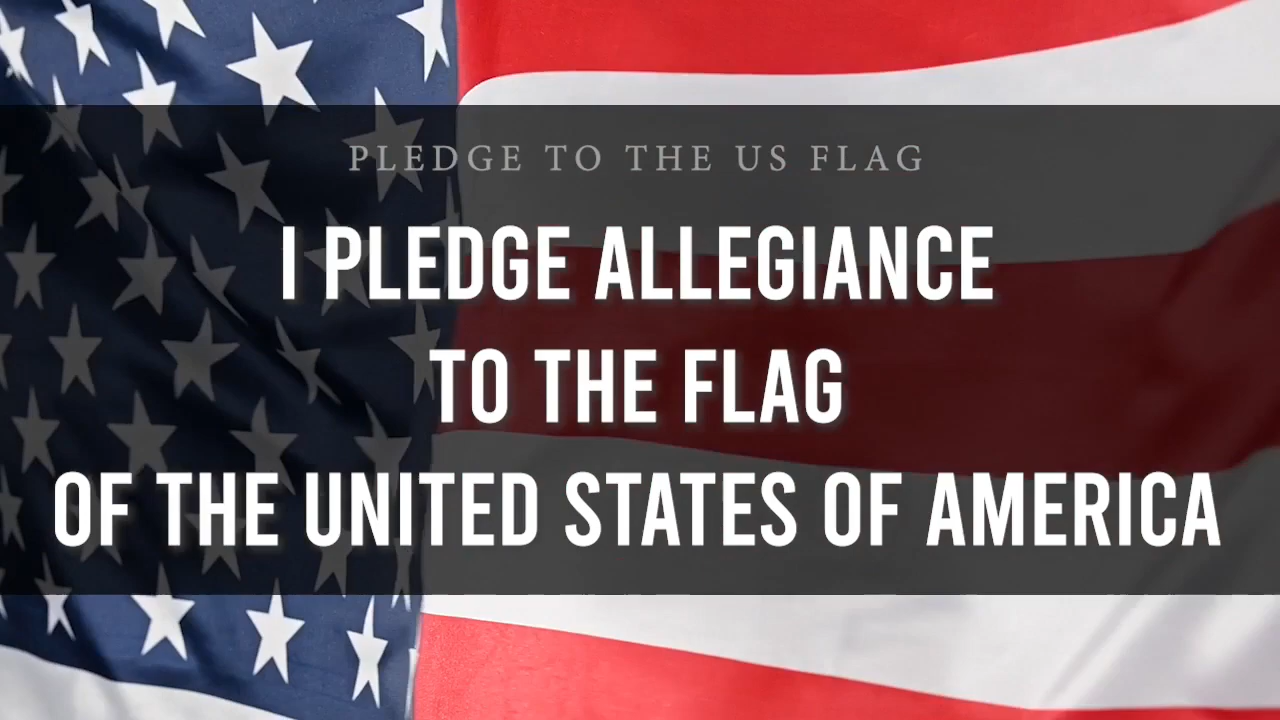 PLEDGE TO THE US FLAG
I PLEDGE ALLEGIANCE
TO THE FLAG
OF THE UNITED STATES OF AMERICA